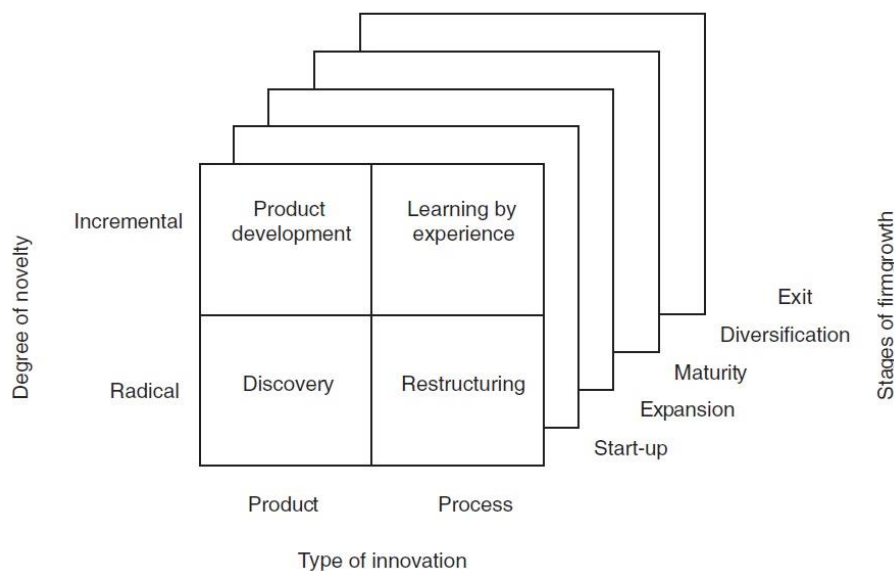 Incremental
Product
development
Learning by
experience
Degree of novelty
Radical
Discovery
Restructuring
Exit
Diversification
Maturity
Expansion
Start-up
Stages of firmgrowth
Product
Process
Type of innovation